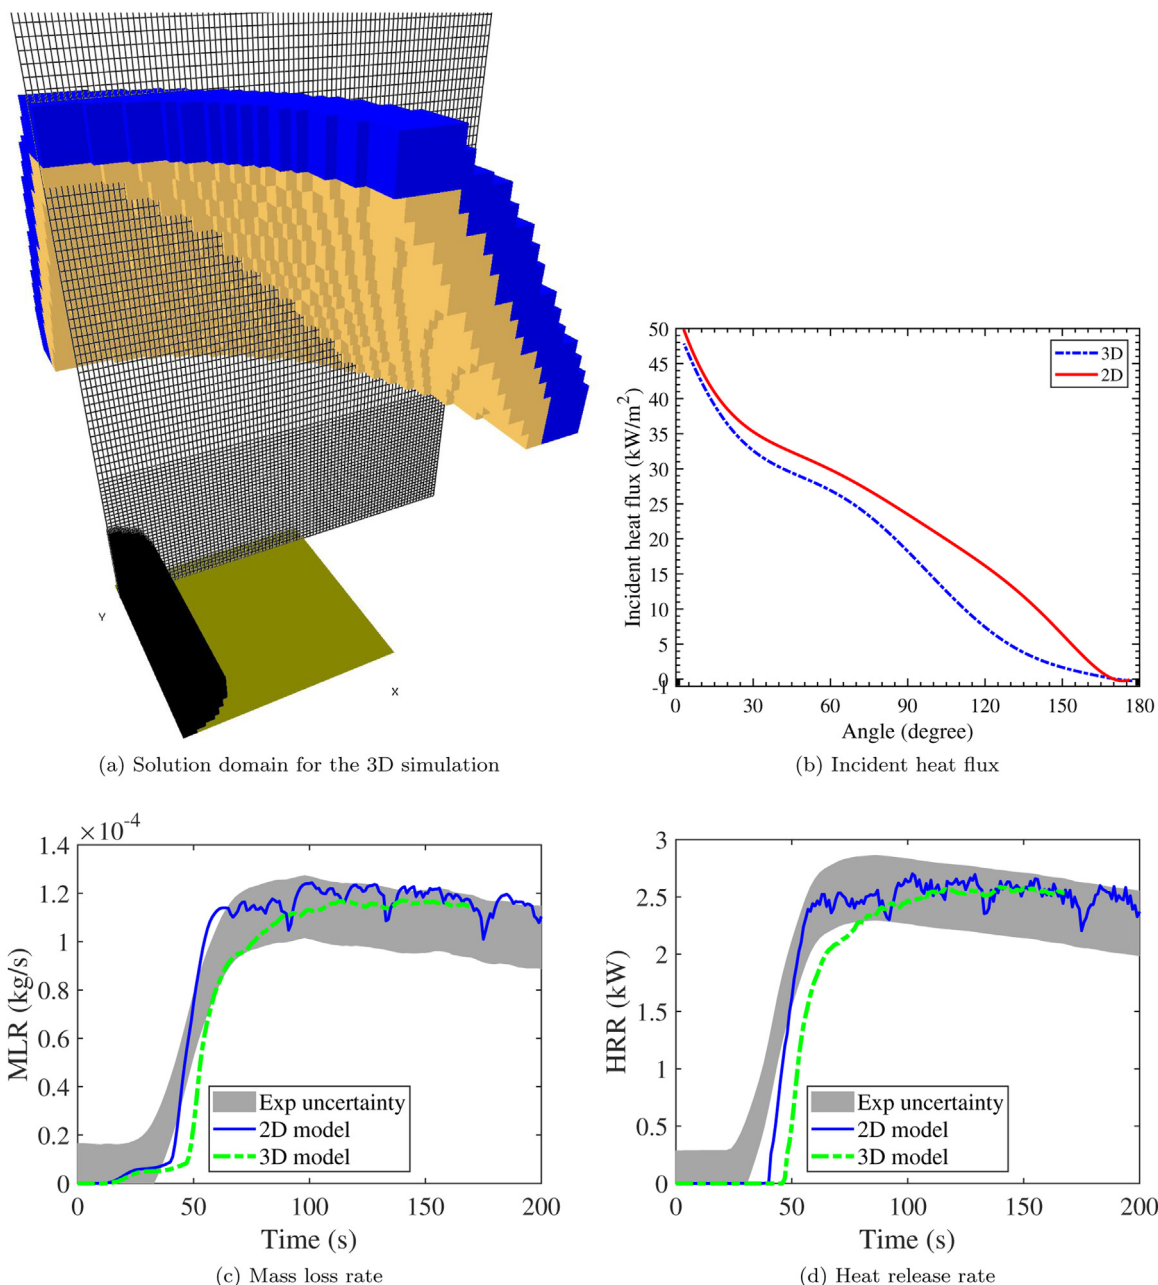 Y
X
(a) Solution domain for the 3D simulation
Incident heat flux (kW/m²)
50
45
40
35
30
25
20
15
10
5
0
-1
3D
2D
0 30 60 90 120 150 180
Angle (degree)
(b) Incident heat flux
×10⁻⁴
MLR (kg/s)
1.4
1.2
1
0.8
0.6
0.4
0.2
0
Exp uncertainty
2D model
3D model
0 50 100 150 200
Time (s)
(c) Mass loss rate
HRR (kW)
3
2.5
2
1.5
1
0.5
0
Exp uncertainty
2D model
3D model
0 50 100 150 200
Time (s)
(d) Heat release rate